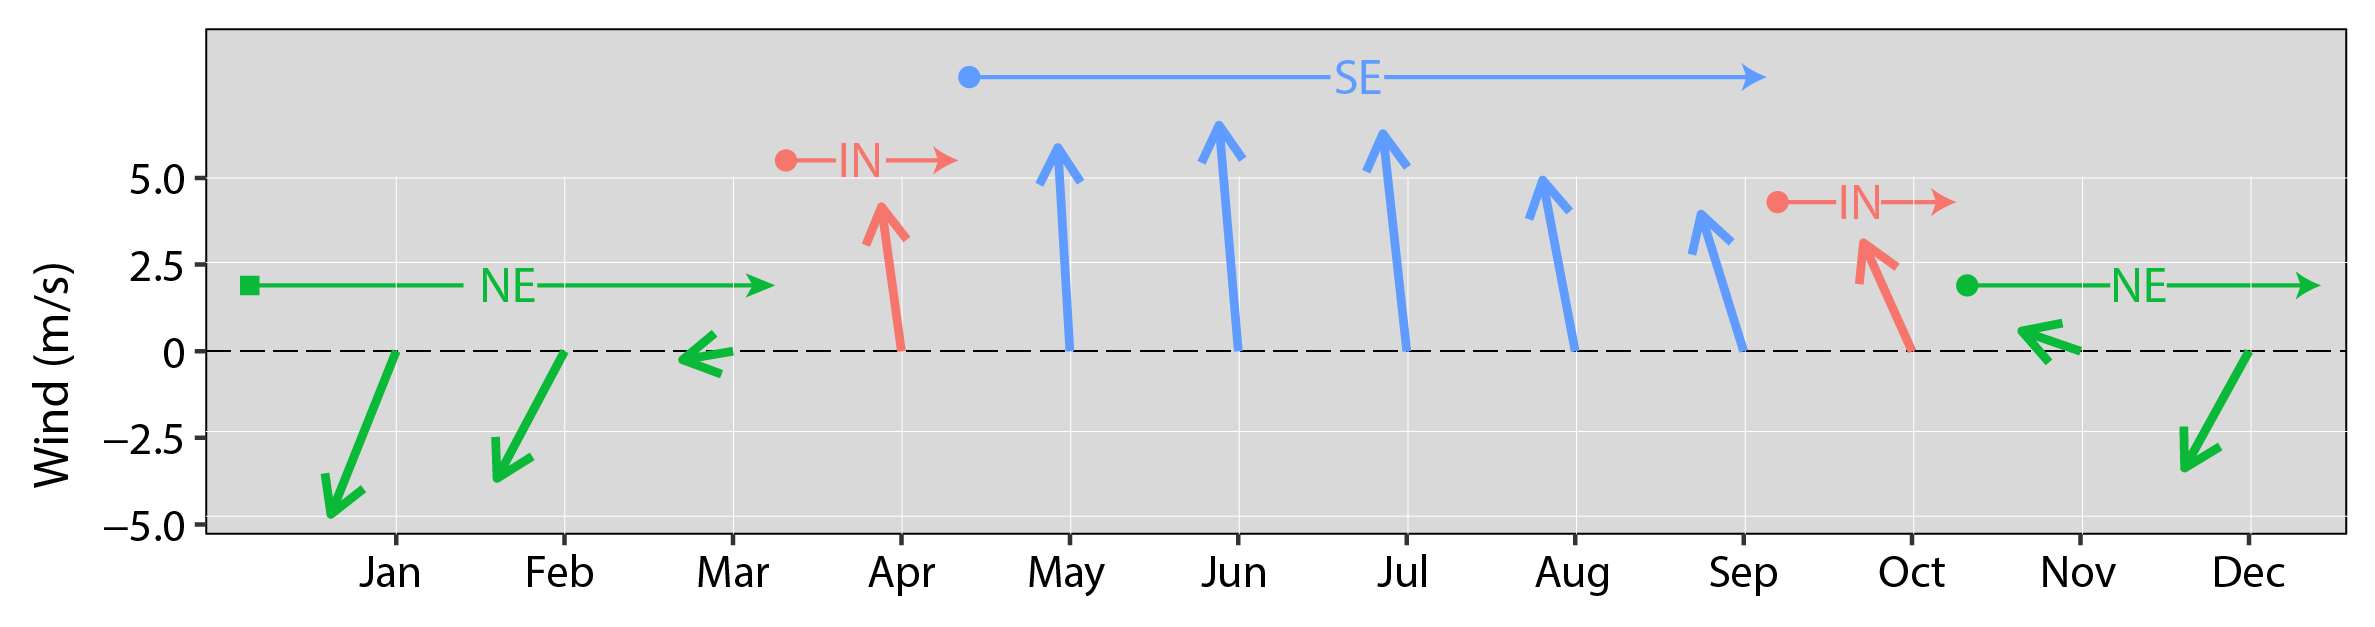 SE
IN
5.0
IN
2.5
NE
NE
0
−2.5
−5.0
Wind (m/s)
Jan Feb Mar Apr May Jun Jul Aug Sep Oct Nov Dec